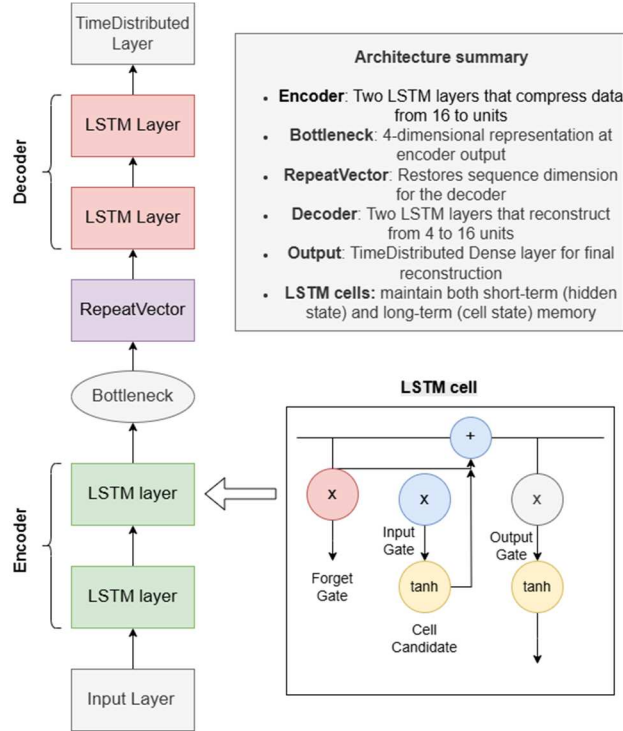 TimeDistributed
Layer
LSTM Layer
LSTM Layer
Decoder
RepeatVector
Bottleneck
LSTM layer
LSTM layer
Encoder
Input Layer
Architecture summary
• Encoder: Two LSTM layers that compress data
from 16 to units
• Bottleneck: 4-dimensional representation at
encoder output
• RepeatVector: Restores sequence dimension
for the decoder
• Decoder: Two LSTM layers that reconstruct
from 4 to 16 units
• Output: TimeDistributed Dense layer for final
reconstruction
• LSTM cells: maintain both short-term (hidden
state) and long-term (cell state) memory
LSTM cell
+
x
x
x
Input
Gate
Output
Gate
Forget
Gate
tanh
tanh
Cell
Candidate